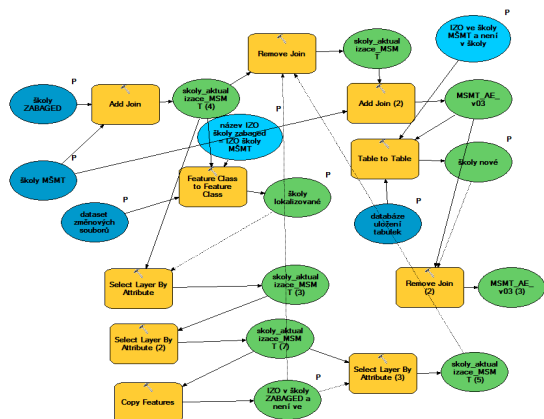 P
IZO ve školy
MŠMT a není
v školy
Remove Join
skoly_aktual
izace_MSM
T
P
školy
ZABAGED
Add Join
skoly_aktual
izace_MSM
T (4)
P
Add Join (2)
MSMT_AE_
v03
P
název IZO
školy zabaged
= IZO školy
MŠMT
Table to Table
P
školy nové
P
školy MŠMT
Feature Class
to Feature
Class
P
školy
lokalizované
P
dataset
změnových
souborů
P
databáze
uložení
tabulek
Select Layer By
Attribute
skoly_aktual
izace_MSM
T (3)
Remove Join
(2)
MSMT_AE_
v03 (3)
Select Layer By
Attribute (2)
skoly_aktual
izace_MSM
T (7)
Select Layer By
Attribute (3)
skoly_aktual
izace_MSM
T (5)
Copy Features
P
IZO v školy
ZABAGED a
není ve